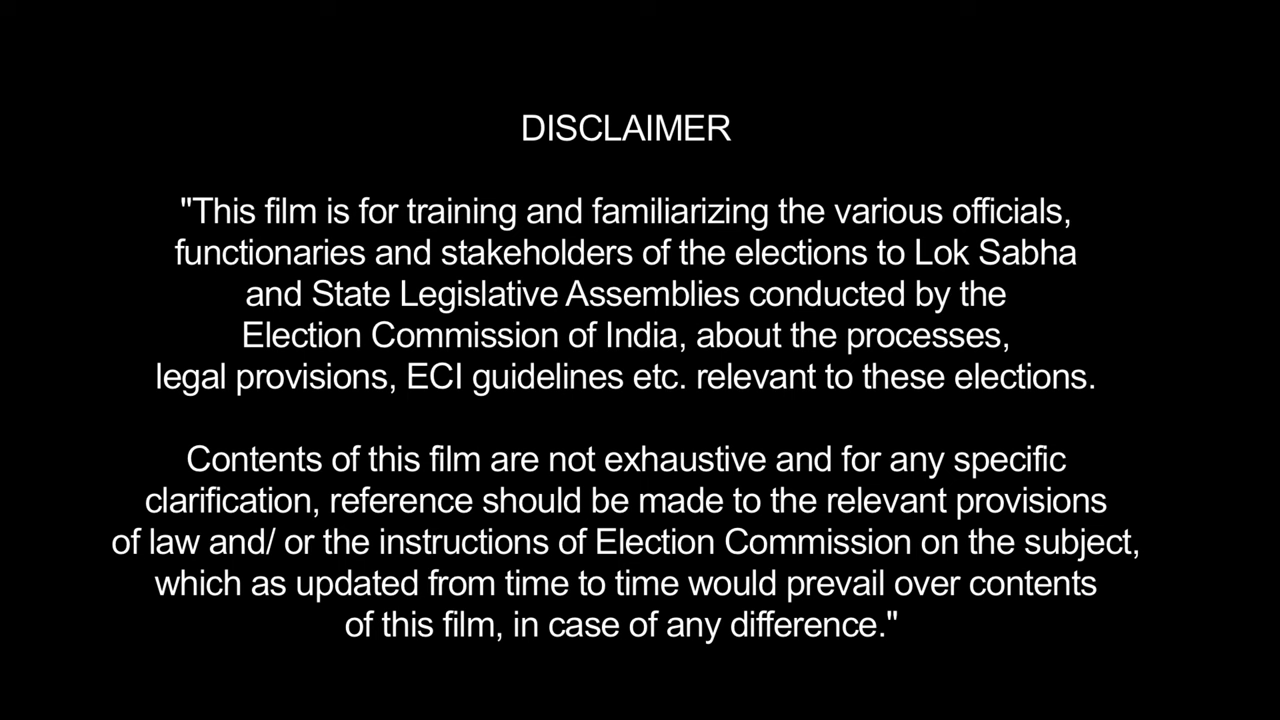 DISCLAIMER
"This film is for training and familiarizing the various officials,
functionaries and stakeholders of the elections to Lok Sabha
and State Legislative Assemblies conducted by the
Election Commission of India, about the processes,
legal provisions, ECI guidelines etc. relevant to these elections.
Contents of this film are not exhaustive and for any specific
clarification, reference should be made to the relevant provisions
of law and/ or the instructions of Election Commission on the subject,
which as updated from time to time would prevail over contents
of this film, in case of any difference."